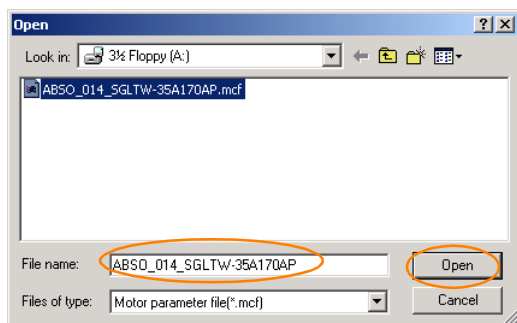 Open
Look in: 3½ Floppy (A:)
ABSO_014_SGLTW-35A170AP.mcf
File name: ABSO_014_SGLTW-35A170AP Open
Files of type: Motor parameter file(*.mcf) Cancel